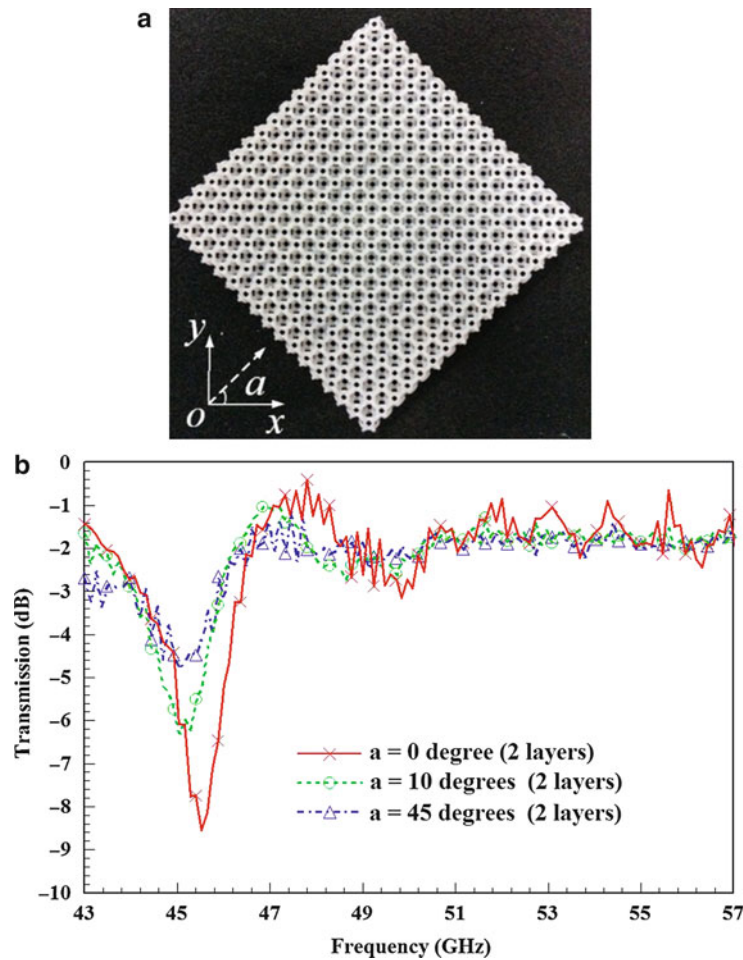 a
y
a
o
x
b
0
–1
–2
–3
–4
–5
–6
–7
–8
–9
–10
Transmission (dB)
a = 0 degree (2 layers)
a = 10 degrees (2 layers)
a = 45 degrees (2 layers)
43 45 47 49 51 53 55 57
Frequency (GHz)